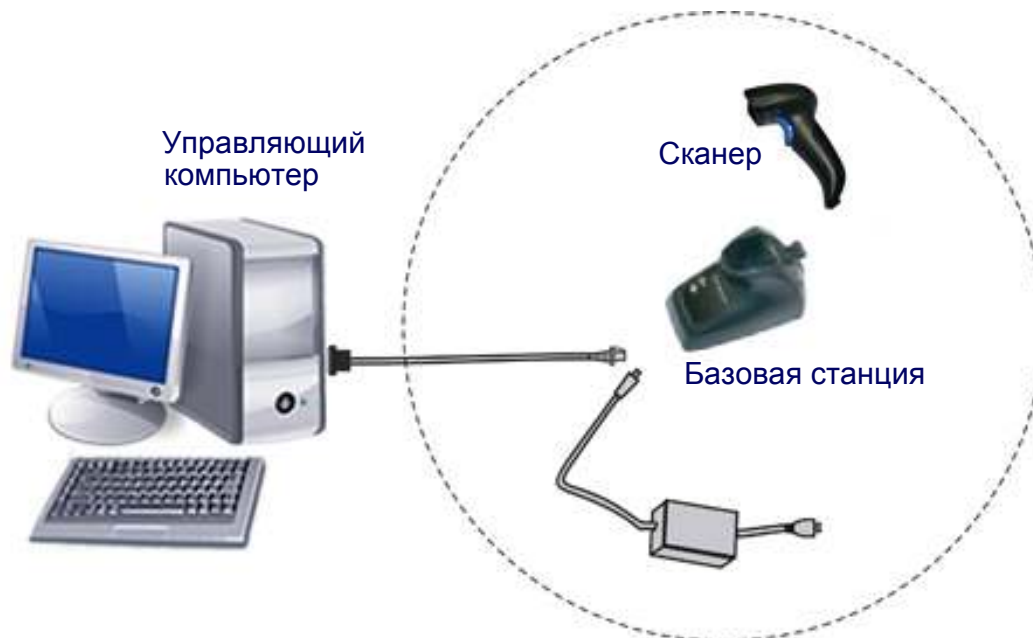 Управляющий
компьютер
Сканер
Базовая станция